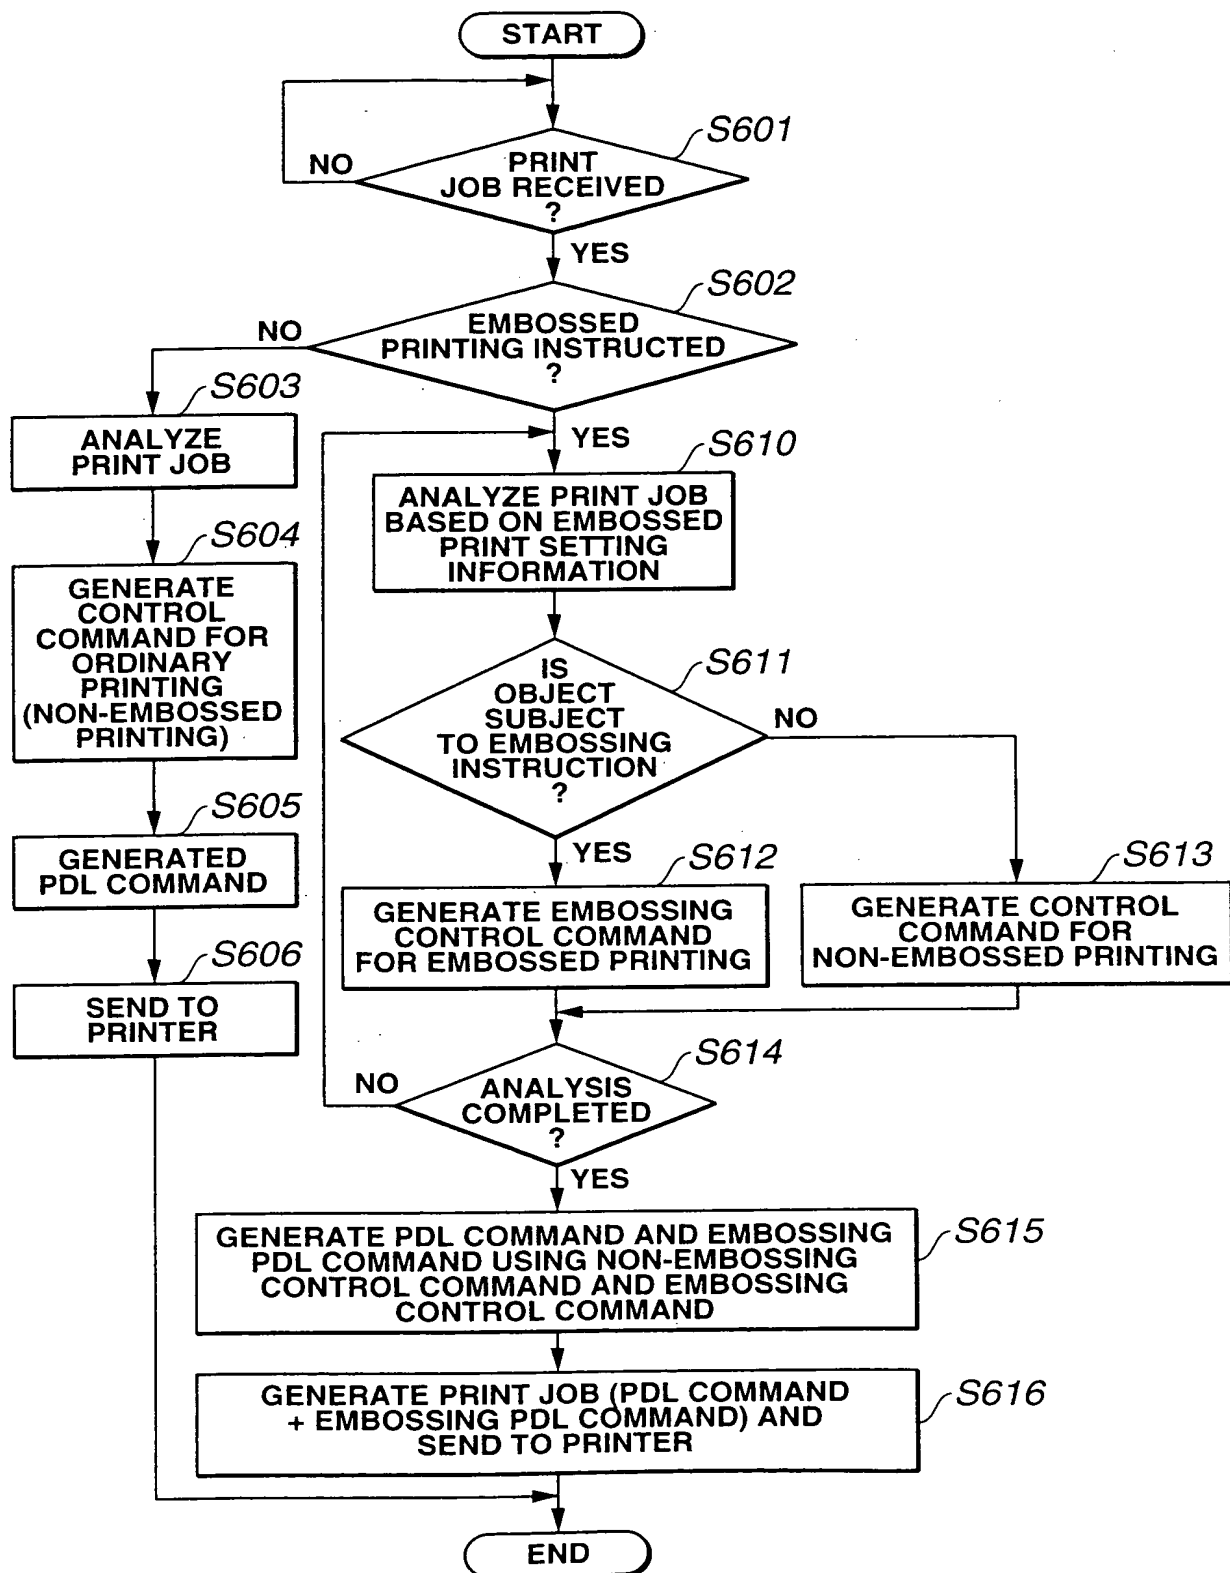 START
S601
NO
PRINT
JOB RECEIVED
?
YES
S602
NO
EMBOSSED
PRINTING INSTRUCTED
?
S603
ANALYZE
PRINT JOB
YES
S610
ANALYZE PRINT JOB
BASED ON EMBOSSED
PRINT SETTING
INFORMATION
S604
GENERATE
CONTROL
COMMAND FOR
ORDINARY
PRINTING
(NON-EMBOSSED
PRINTING)
S611
IS
OBJECT
SUBJECT
TO EMBOSSING
INSTRUCTION
?
NO
S605
GENERATED
PDL COMMAND
YES
S612
GENERATE EMBOSSING
CONTROL COMMAND
FOR EMBOSSED PRINTING
S613
GENERATE CONTROL
COMMAND FOR
NON-EMBOSSED PRINTING
S606
SEND TO
PRINTER
S614
NO
ANALYSIS
COMPLETED
?
YES
S615
GENERATE PDL COMMAND AND EMBOSSING
PDL COMMAND USING NON-EMBOSSING
CONTROL COMMAND AND EMBOSSING
CONTROL COMMAND
S616
GENERATE PRINT JOB (PDL COMMAND
+ EMBOSSING PDL COMMAND) AND
SEND TO PRINTER
END